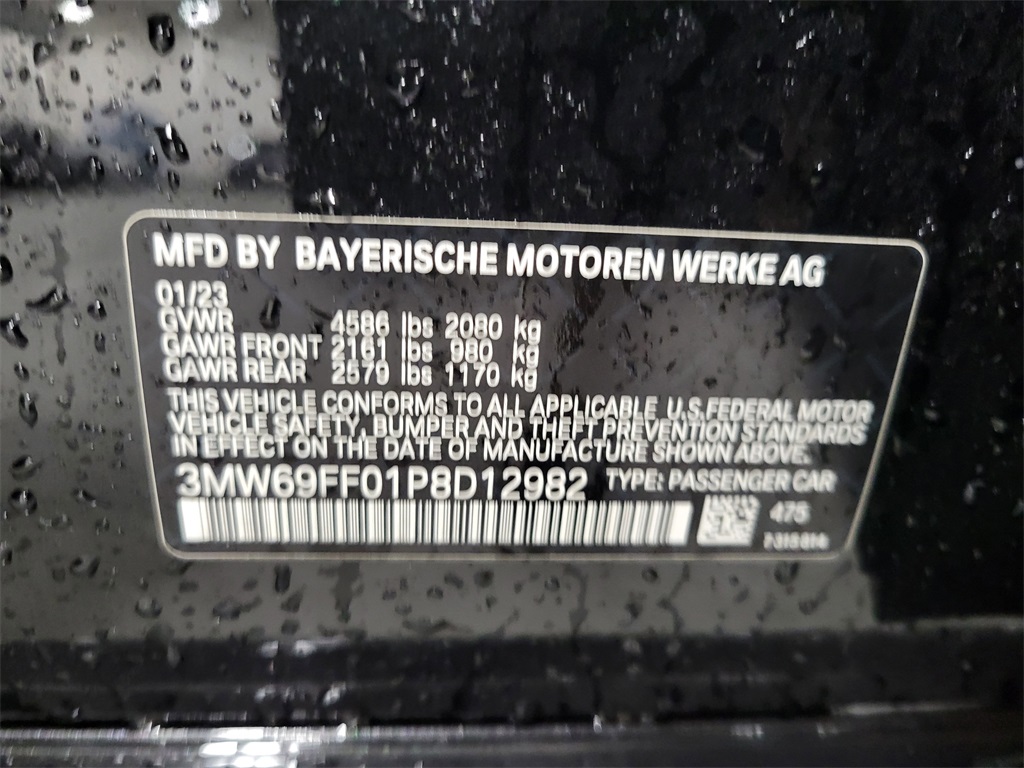 MFD BY BAYERISCHE MOTOREN WERKE AG
01/23
GVWR 4586 lbs 2080 kg
GAWR FRONT 2161 lbs 980 kg
GAWR REAR 2579 lbs 1170 kg
THIS VEHICLE CONFORMS TO ALL APPLICABLE U.S.FEDERAL MOTOR
VEHICLE SAFETY, BUMPER AND THEFT PREVENTION STANDARDS
IN EFFECT ON THE DATE OF MANUFACTURE SHOWN ABOVE.
3MW69FF01P8D12982 TYPE: PASSENGER CAR
475